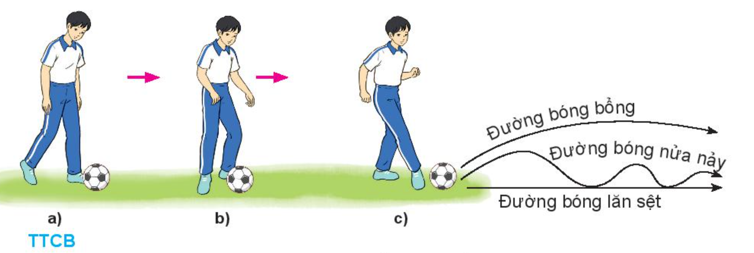 Đường bóng bổng
Đường bóng nửa nảy
Đường bóng lăn sệt
a)
b)
c)
TTCB